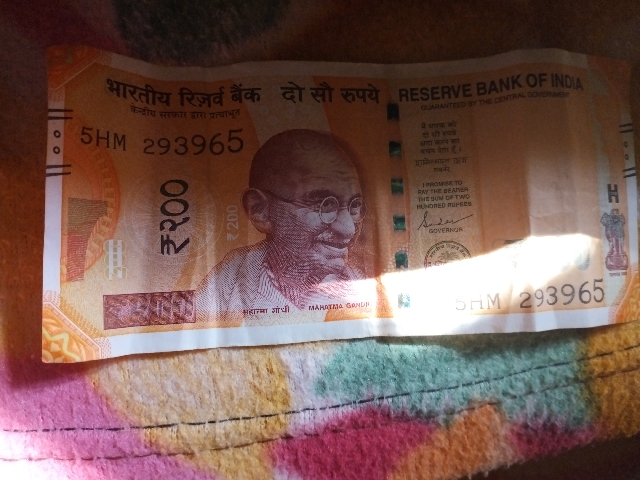 भारतीय रिज़र्व बैंक दो सौ रुपये
केन्द्रीय सरकार द्वारा प्रत्याभूत
RESERVE BANK OF INDIA
GUARANTEED BY THE CENTRAL GOVERNMENT
5HM 293965
मैं धारक को
दो सौ रुपये
अदा करने का
वचन देता हूँ।
I PROMISE TO
PAY THE BEARER
THE SUM OF TWO
HUNDRED RUPEES
GOVERNOR
₹२००
₹200
महात्मा गांधी MAHATMA GANDHI
5HM 293965